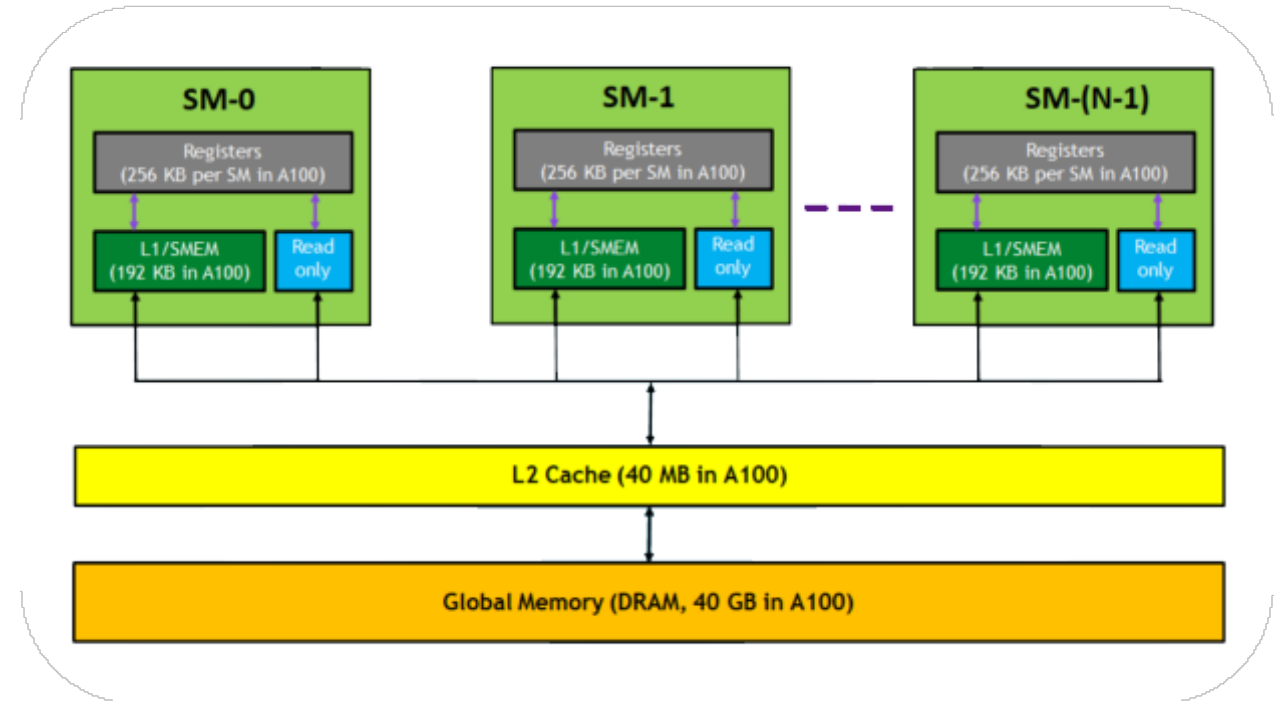 SM-0
Registers
(256 KB per SM in A100)
L1/SMEM
(192 KB in A100)
Read
only
SM-1
Registers
(256 KB per SM in A100)
L1/SMEM
(192 KB in A100)
Read
only
SM-(N-1)
Registers
(256 KB per SM in A100)
L1/SMEM
(192 KB in A100)
Read
only
L2 Cache (40 MB in A100)
Global Memory (DRAM, 40 GB in A100)